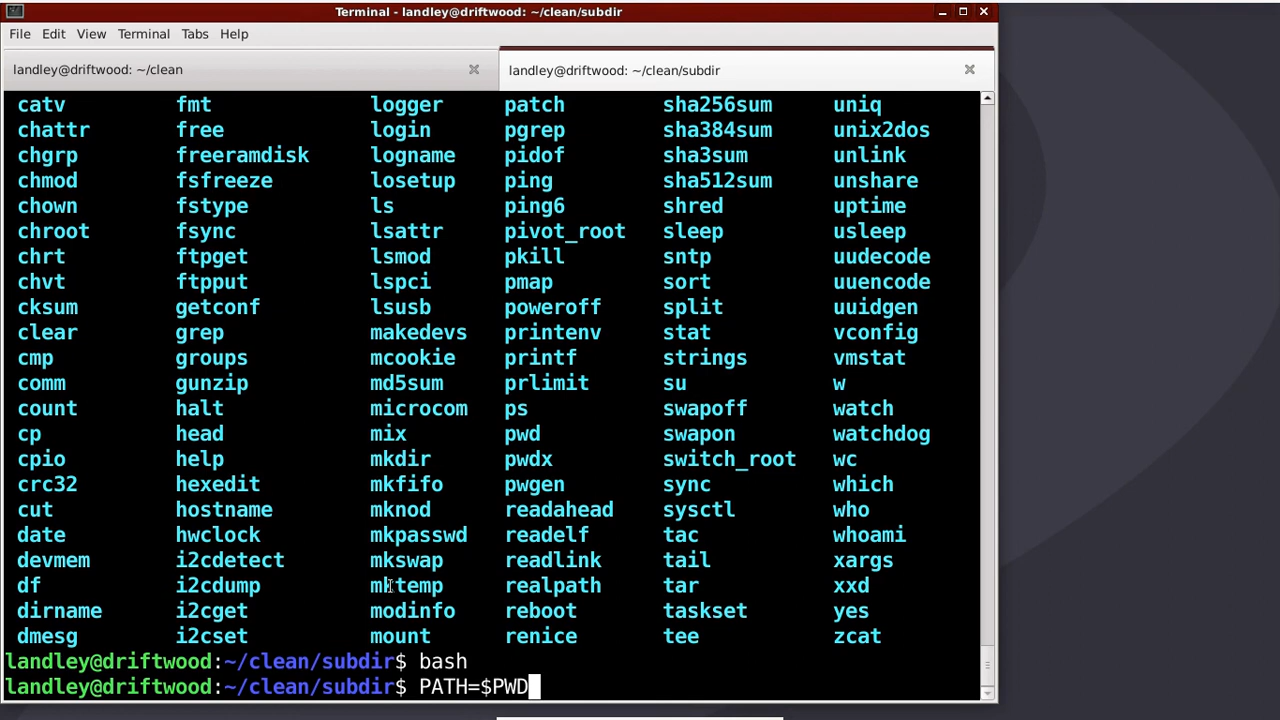 Terminal - landley@driftwood: ~/clean/subdir
File Edit View Terminal Tabs Help
landley@driftwood: ~/clean landley@driftwood: ~/clean/subdir
catv fmt logger patch sha256sum uniq
chattr free login pgrep sha384sum unix2dos
chgrp freeramdisk logname pidof sha3sum unlink
chmod fsfreeze losetup ping sha512sum unshare
chown fstype ls ping6 shred uptime
chroot fsync lsattr pivot_root sleep usleep
chrt ftpget lsmod pkill sntp uudecode
chvt ftpput lspci pmap sort uuencode
cksum getconf lsusb poweroff split uuidgen
clear grep makedevs printenv stat vconfig
cmp groups mcookie printf strings vmstat
comm gunzip md5sum prlimit su w
count halt microcom ps swapoff watch
cp head mix pwd swapon watchdog
cpio help mkdir pwdx switch_root wc
crc32 hexedit mkfifo pwgen sync which
cut hostname mknod readahead sysctl who
date hwclock mkpasswd readelf tac whoami
devmem i2cdetect mkswap readlink tail xargs
df i2cdump mktemp realpath tar xxd
dirname i2cget modinfo reboot taskset yes
dmesg i2cset mount renice tee zcat
landley@driftwood:~/clean/subdir$ bash
landley@driftwood:~/clean/subdir$ PATH=$PWD